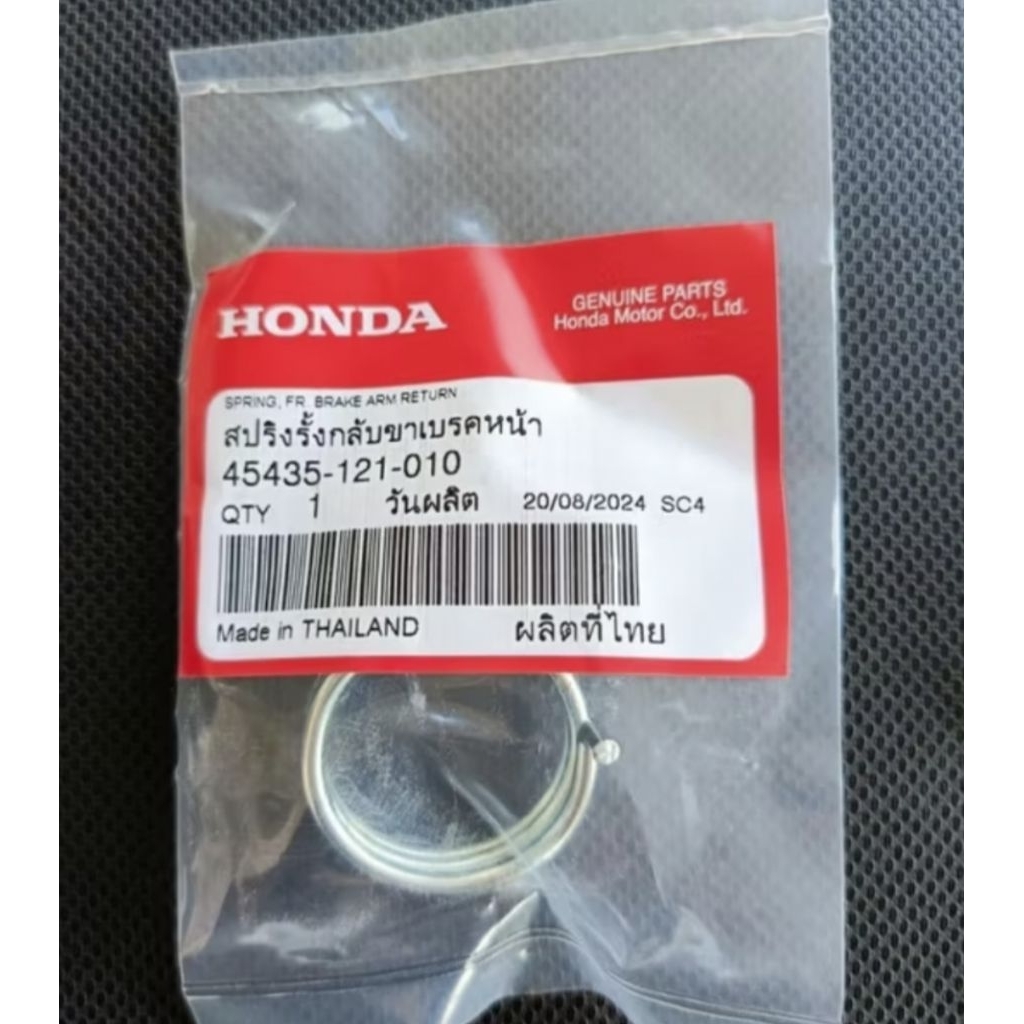 HONDA
GENUINE PARTS
Honda Motor Co., Ltd.
SPRING, FR. BRAKE ARM RETURN
สปริงรั้งกลับขาเบรคหน้า
45435-121-010
QTY 1 วันผลิต 20/08/2024 SC4
Made in THAILAND ผลิตที่ไทย